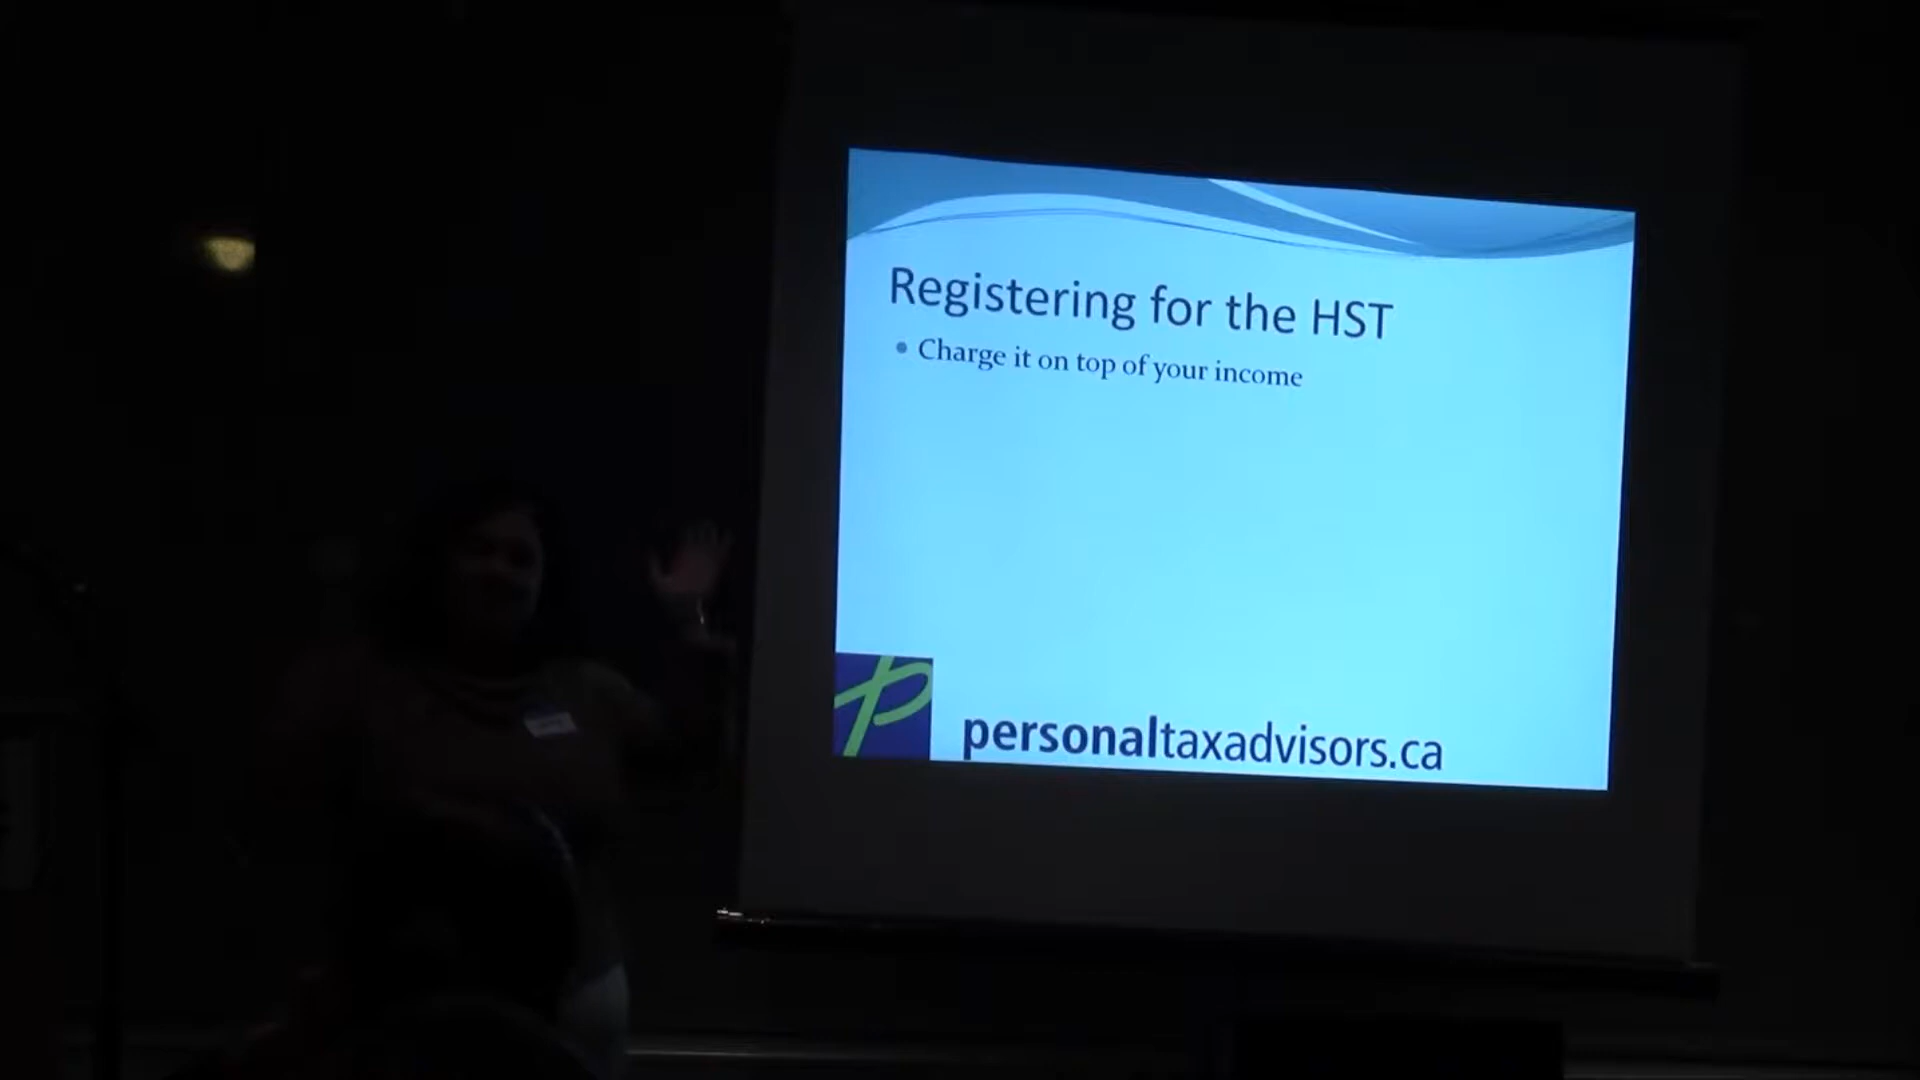 Registering for the HST
Charge it on top of your income
personaltaxadvisors.ca